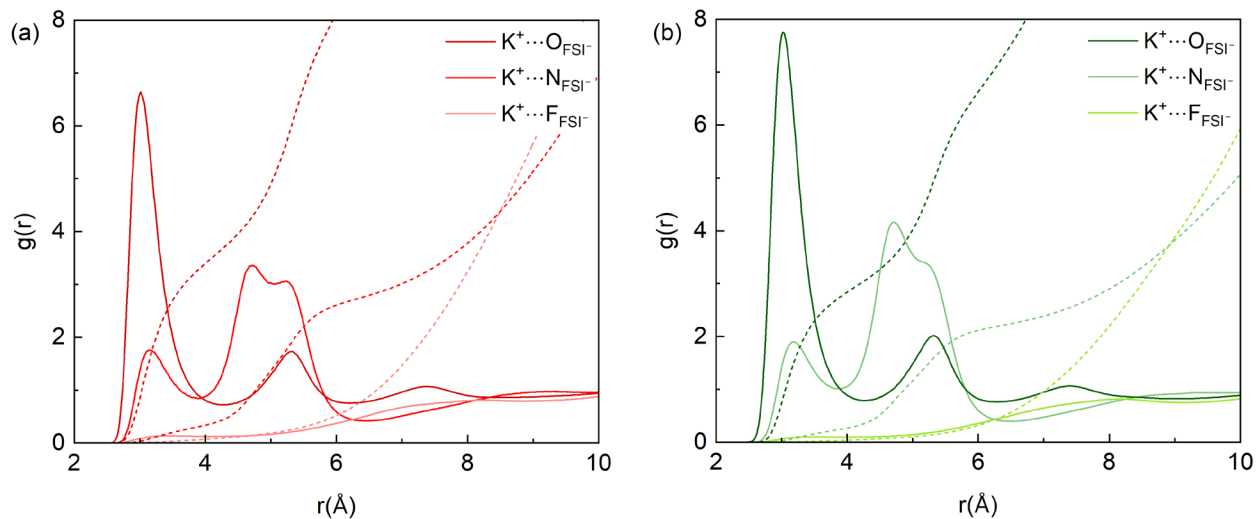 (a)
8
6
4
2
0
g(r)
K⁺···O_FSI⁻
K⁺···N_FSI⁻
K⁺···F_FSI⁻
2 4 6 8 10
r(Å)
(b)
8
6
4
2
0
g(r)
K⁺···O_FSI⁻
K⁺···N_FSI⁻
K⁺···F_FSI⁻
2 4 6 8 10
r(Å)